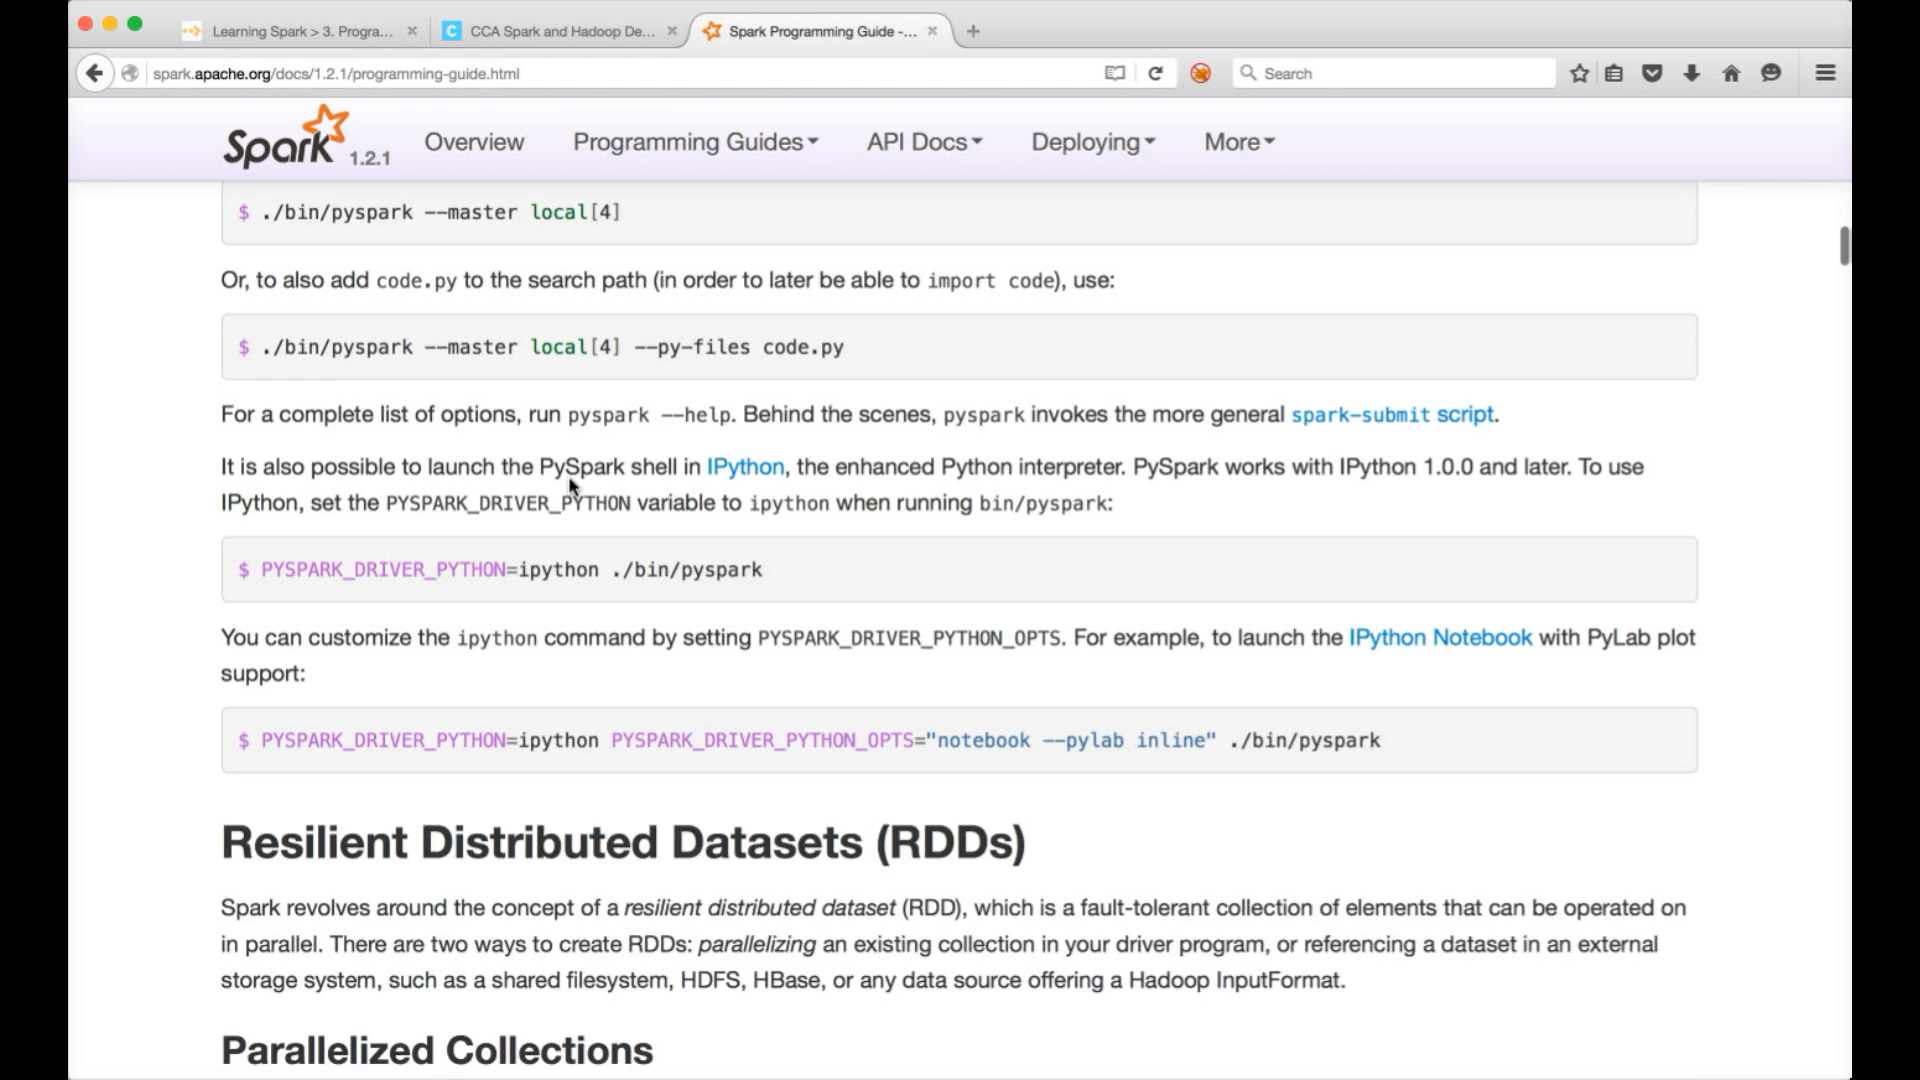 Learning Spark > 3. Progra...
CCA Spark and Hadoop De...
Spark Programming Guide -...
spark.apache.org/docs/1.2.1/programming-guide.html
Search
Spark 1.2.1
Overview
Programming Guides
API Docs
Deploying
More
$ ./bin/pyspark --master local[4]
Or, to also add code.py to the search path (in order to later be able to import code), use:
$ ./bin/pyspark --master local[4] --py-files code.py
For a complete list of options, run pyspark --help. Behind the scenes, pyspark invokes the more general spark-submit script.
It is also possible to launch the PySpark shell in IPython, the enhanced Python interpreter. PySpark works with IPython 1.0.0 and later. To use
IPython, set the PYSPARK_DRIVER_PYTHON variable to ipython when running bin/pyspark:
$ PYSPARK_DRIVER_PYTHON=ipython ./bin/pyspark
You can customize the ipython command by setting PYSPARK_DRIVER_PYTHON_OPTS. For example, to launch the IPython Notebook with PyLab plot
support:
$ PYSPARK_DRIVER_PYTHON=ipython PYSPARK_DRIVER_PYTHON_OPTS="notebook --pylab inline" ./bin/pyspark
Resilient Distributed Datasets (RDDs)
Spark revolves around the concept of a resilient distributed dataset (RDD), which is a fault-tolerant collection of elements that can be operated on
in parallel. There are two ways to create RDDs: parallelizing an existing collection in your driver program, or referencing a dataset in an external
storage system, such as a shared filesystem, HDFS, HBase, or any data source offering a Hadoop InputFormat.
Parallelized Collections